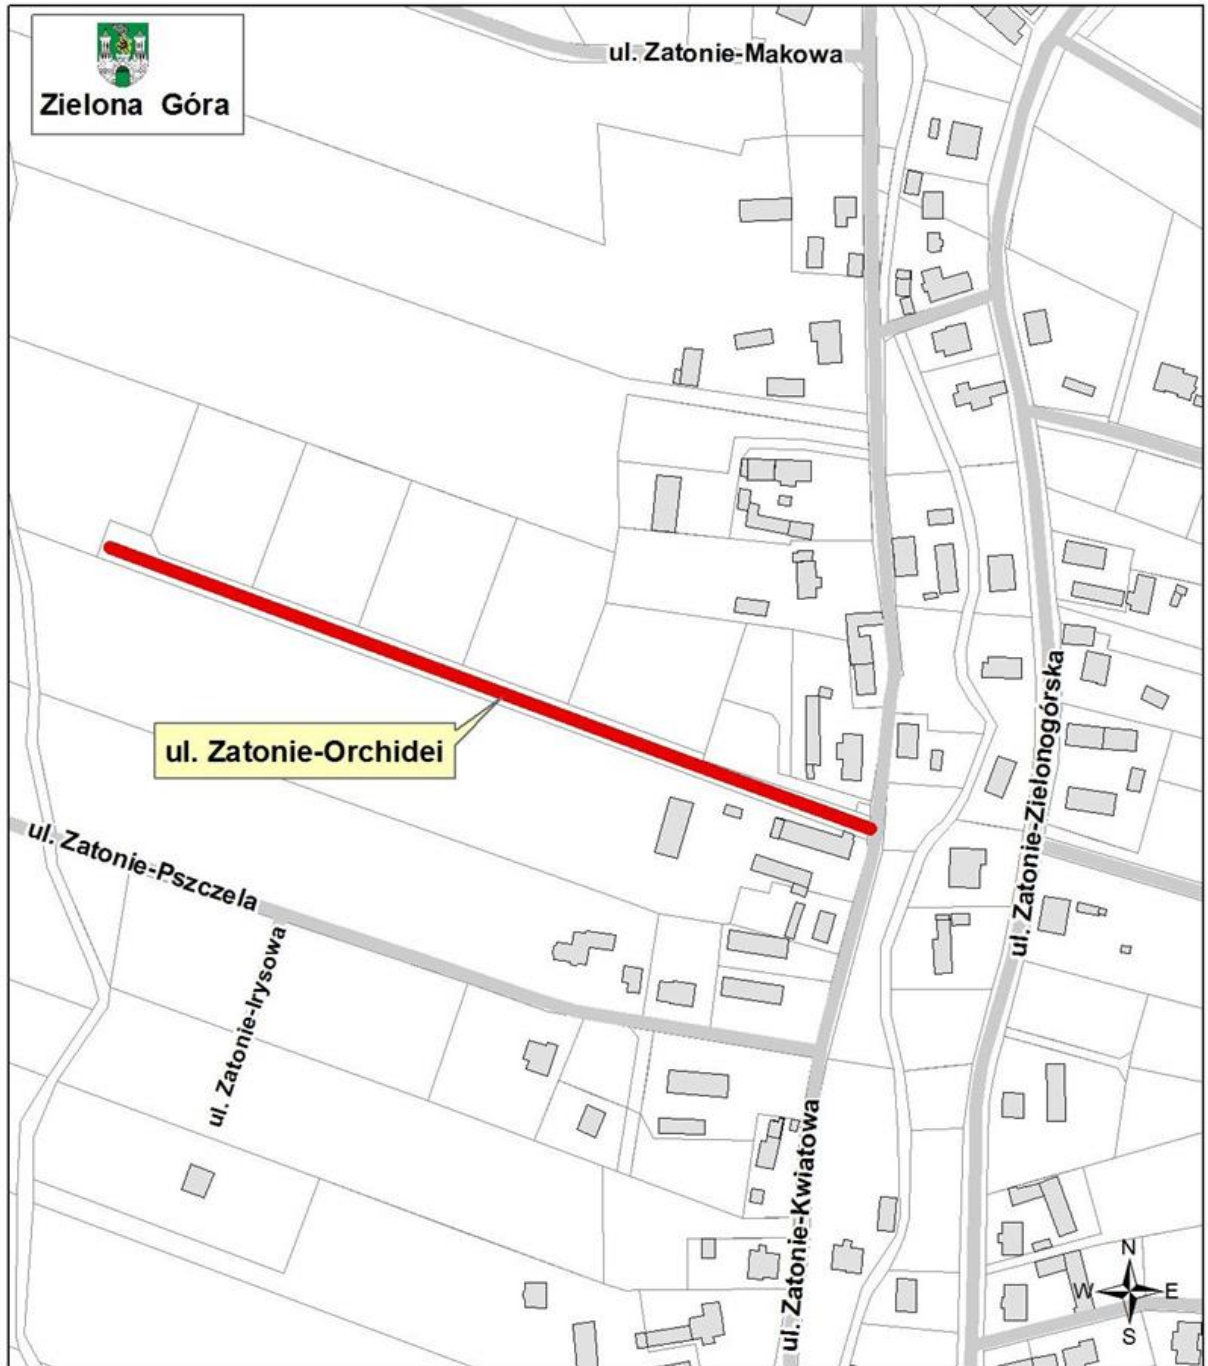 ul. Zatonie-Makowa
Zielona Góra
ul. Zatonie-Zielonogórska
ul. Zatonie-Orchidei
ul. Zatonie-Pszczela
ul. Zatonie-Irysowa
ul. Zatonie-Kwiatowa
N
W E
S